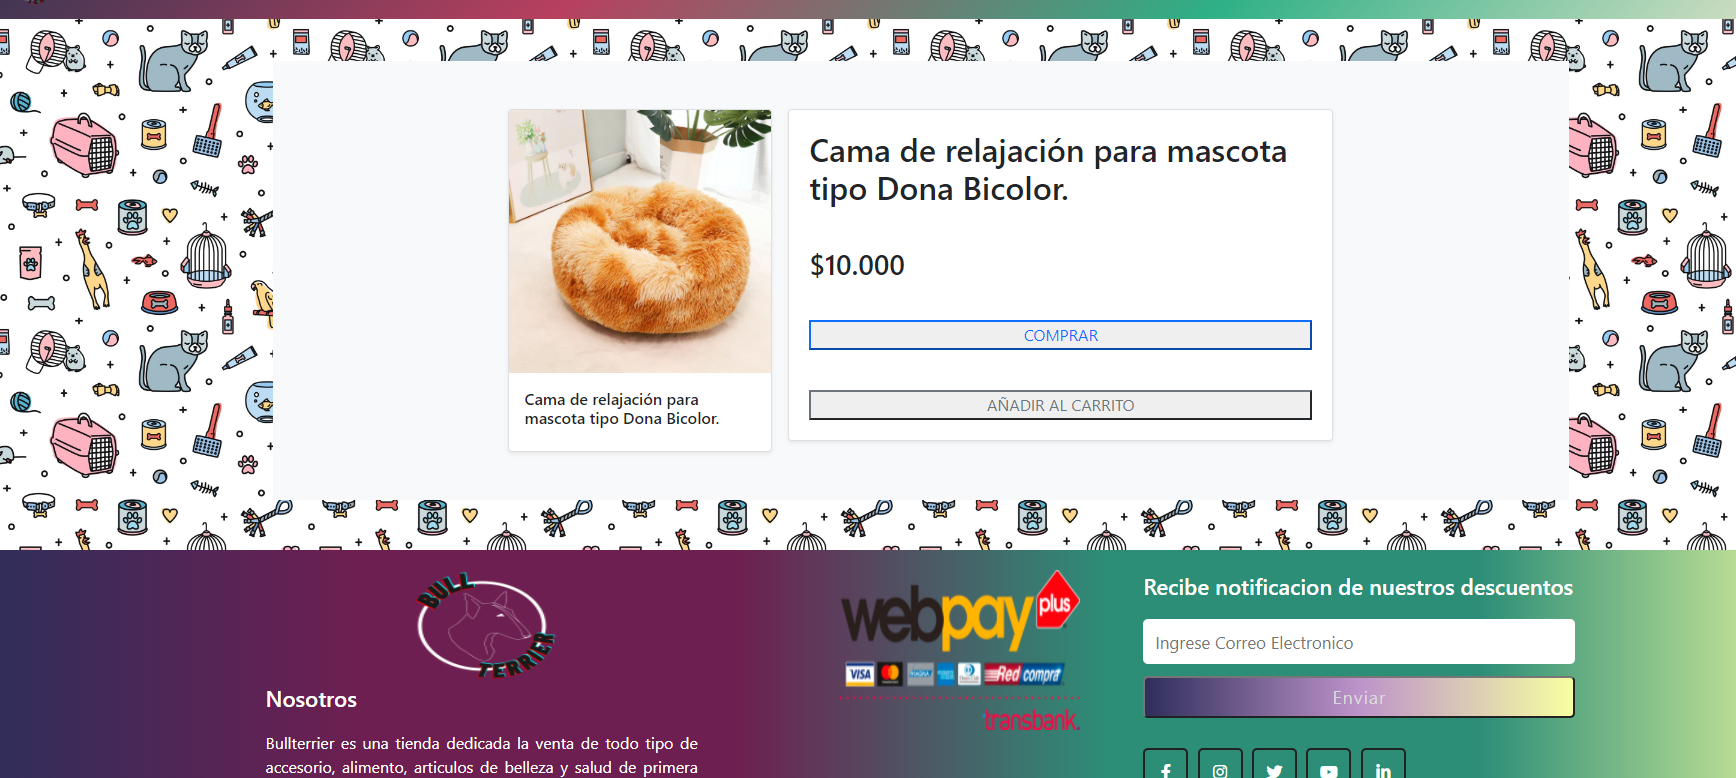 Cama de relajación para mascota
tipo Dona Bicolor.
$10.000
COMPRAR
AÑADIR AL CARRITO
Cama de relajación para
mascota tipo Dona Bicolor.
BULL
TERRIER
Nosotros
Bullterrier es una tienda dedicada la venta de todo tipo de
accesorio, alimento, articulos de belleza y salud de primera
webpay
plus
VISA
MasterCard
MAGNA
Redcompra
transbank.
Recibe notificacion de nuestros descuentos
Ingrese Correo Electronico
Enviar